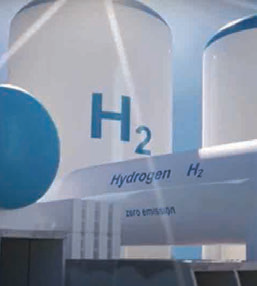 H₂
Hydrogen H₂
zero emission